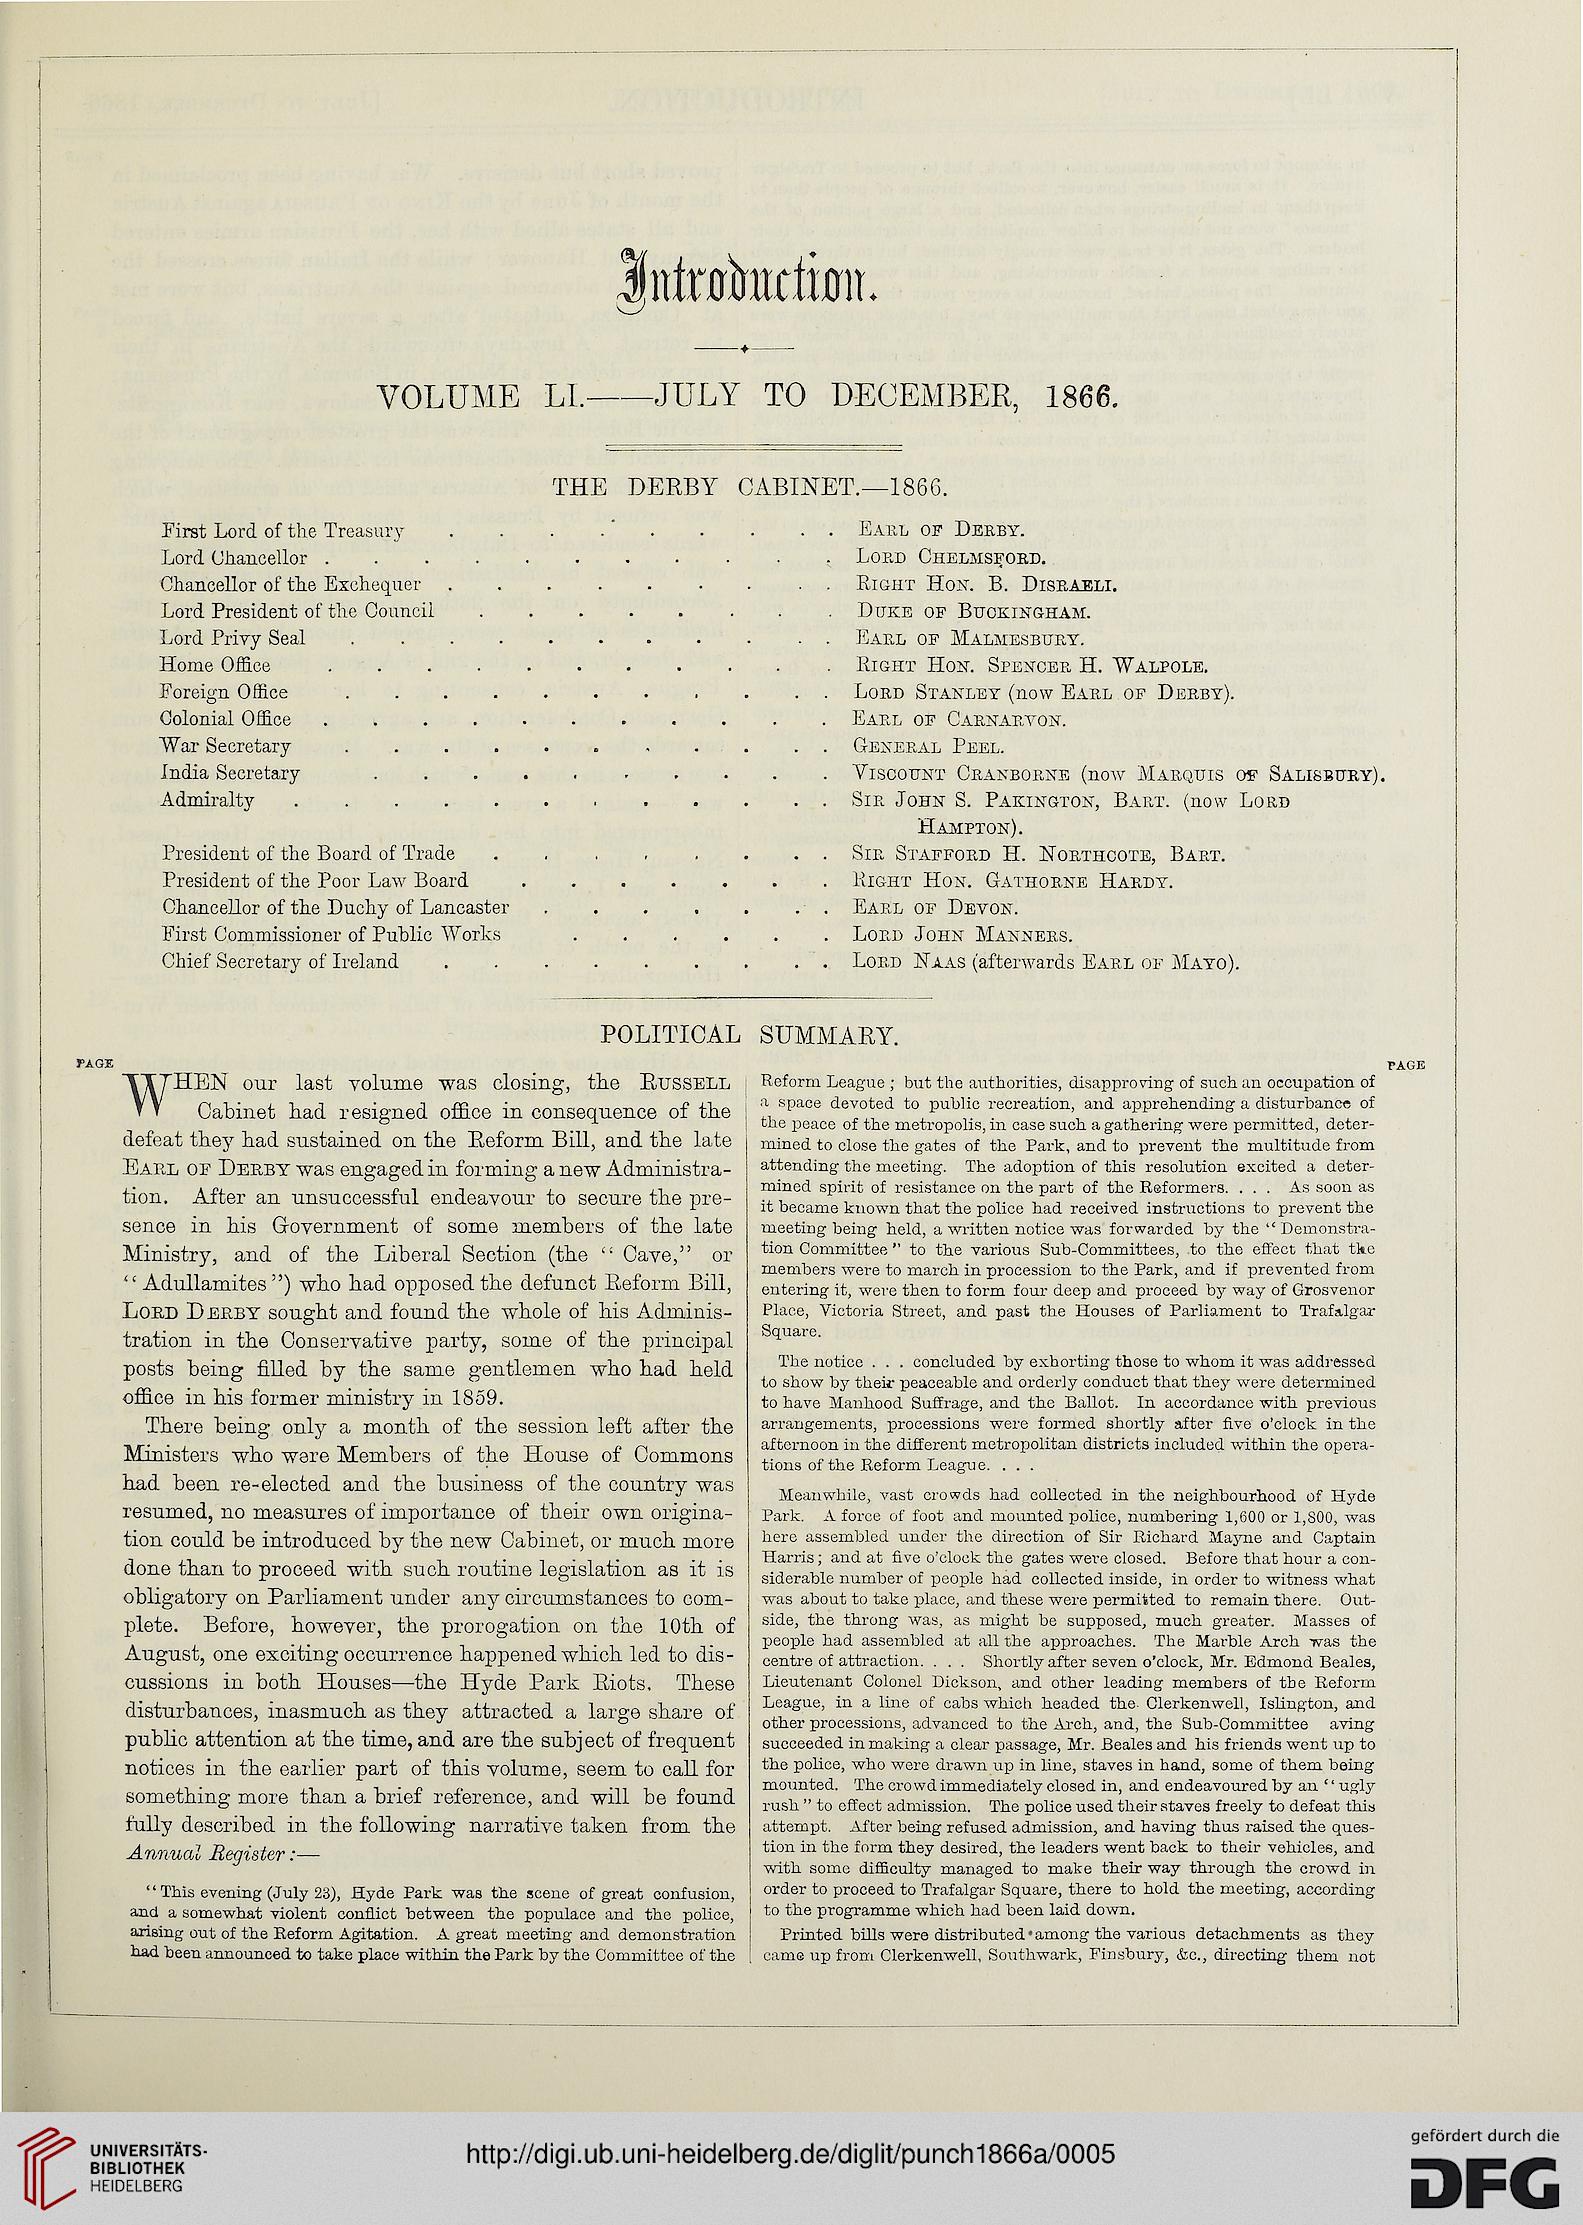 Introduction.
VOLUME LI.——JULY TO DECEMBER, 1866.
THE DERBY CABINET.—1866.
First Lord of the Treasury . . . . . . . . . EARL OF DERBY.
Lord Chancellor . . . . . . . . . . . LORD CHELMSFORD.
Chancellor of the Exchequer . . . . . . . . . RIGHT HON. B. DISRAELI.
Lord President of the Council . . . . . . . . DUKE OF BUCKINGHAM.
Lord Privy Seal . . . . . . . . . . . EARL OF MALMESBURY.
Home Office . . . . . . . . . . . RIGHT HON. SPENCER H. WALPOLE.
Foreign Office . . . . . . . . . . . LORD STANLEY (now EARL OF DERBY).
Colonial Office . . . . . . . . . . . EARL OF CARNARVON.
War Secretary . . . . . . . . . . . GENERAL PEEL.
India Secretary . . . . . . . . . . VISCOUNT CRANBORNE (now MARQUIS OF SALISBURY).
Admiralty . . . . . . . . . . . . SIR JOHN S. PAKINGTON, BART. (now LORD
HAMPTON).
President of the Board of Trade . . . . . . . . SIR STAFFORD H. NORTHCOTE, BART.
President of the Poor Law Board . . . . . . . RIGHT HON. GATHORNE HARDY.
Chancellor of the Duchy of Lancaster . . . . . . . EARL OF DEVON.
First Commissioner of Public Works . . . . . . LORD JOHN MANNERS.
Chief Secretary of Ireland . . . . . . . . . LORD NAAS (afterwards EARL OF MAYO).
POLITICAL SUMMARY.
PAGE
WHEN our last volume was closing, the RUSSELL
Cabinet had resigned office in consequence of the
defeat they had sustained on the Reform Bill, and the late
EARL OF DERBY was engaged in forming a new Administra-
tion. After an unsuccessful endeavour to secure the pre-
sence in his Government of some members of the late
Ministry, and of the Liberal Section (the “Cave,” or
“Adullamites”) who had opposed the defunct Reform Bill,
LORD DERBY sought and found the whole of his Adminis-
tration in the Conservative party, some of the principal
posts being filled by the same gentlemen who had held
office in his former ministry in 1859.
There being only a month of the session left after the
Ministers who were Members of the House of Commons
had been re-elected and the business of the country was
resumed, no measures of importance of their own origina-
tion could be introduced by the new Cabinet, or much more
done than to proceed with such routine legislation as it is
obligatory on Parliament under any circumstances to com-
plete. Before, however, the prorogation on the 10th of
August, one exciting occurrence happened which led to dis-
cussions in both Houses—the Hyde Park Riots. These
disturbances, inasmuch as they attracted a large share of
public attention at the time, and are the subject of frequent
notices in the earlier part of this volume, seem to call for
something more than a brief reference, and will be found
fully described in the following narrative taken from the
Annual Register:—
“This evening (July 23), Hyde Park was the scene of great confusion,
and a somewhat violent conflict between the populace and the police,
arising out of the Reform Agitation. A great meeting and demonstration
had been announced to take place within the Park by the Committee of the
PAGE
Reform League; but the authorities, disapproving of such an occupation of
a space devoted to public recreation, and apprehending a disturbance of
the peace of the metropolis, in case such a gathering were permitted, deter-
mined to close the gates of the Park, and to prevent the multitude from
attending the meeting. The adoption of this resolution excited a deter-
mined spirit of resistance on the part of the Reformers. . . . As soon as
it became known that the police had received instructions to prevent the
meeting being held, a written notice was forwarded by the “Demonstra-
tion Committee” to the various Sub-Committees, to the effect that the
members were to march in procession to the Park, and if prevented from
entering it, were then to form four deep and proceed by way of Grosvenor
Place, Victoria Street, and past the Houses of Parliament to Trafalgar
Square.
The notice . . . concluded by exhorting those to whom it was addressed
to show by their peaceable and orderly conduct that they were determined
to have Manhood Suffrage, and the Ballot. In accordance with previous
arrangements, processions were formed shortly after five o’clock in the
afternoon in the different metropolitan districts included within the opera-
tions of the Reform League. . . .
Meanwhile, vast crowds had collected in the neighbourhood of Hyde
Park. A force of foot and mounted police, numbering 1,600 or 1,800, was
here assembled under the direction of Sir Richard Mayne and Captain
Harris; and at five o’clock the gates were closed. Before that hour a con-
siderable number of people had collected inside, in order to witness what
was about to take place, and these were permitted to remain there. Out-
side, the throng was, as might be supposed, much greater. Masses of
people had assembled at all the approaches. The Marble Arch was the
centre of attraction. . . . Shortly after seven o’clock, Mr. Edmond Beales,
Lieutenant Colonel Dickson, and other leading members of the Reform
League, in a line of cabs which headed the Clerkenwell, Islington, and
other processions, advanced to the Arch, and, the Sub-Committee aving
succeeded in making a clear passage, Mr. Beales and his friends went up to
the police, who were drawn up in line, staves in hand, some of them being
mounted. The crowd immediately closed in, and endeavoured by an “ugly
rush” to effect admission. The police used their staves freely to defeat this
attempt. After being refused admission, and having thus raised the ques-
tion in the form they desired, the leaders went back to their vehicles, and
with some difficulty managed to make their way through the crowd in
order to proceed to Trafalgar Square, there to hold the meeting, according
to the programme which had been laid down.
Printed bills were distributed among the various detachments as they
came up from Clerkenwell, Southwark, Finsbury, &c., directing them not
UNIVERSITÄTS-
BIBLIOTHEK
HEIDELBERG
http://digi.ub.uni-heidelberg.de/diglit/punch1866a/0005
gefördert durch die
DFG